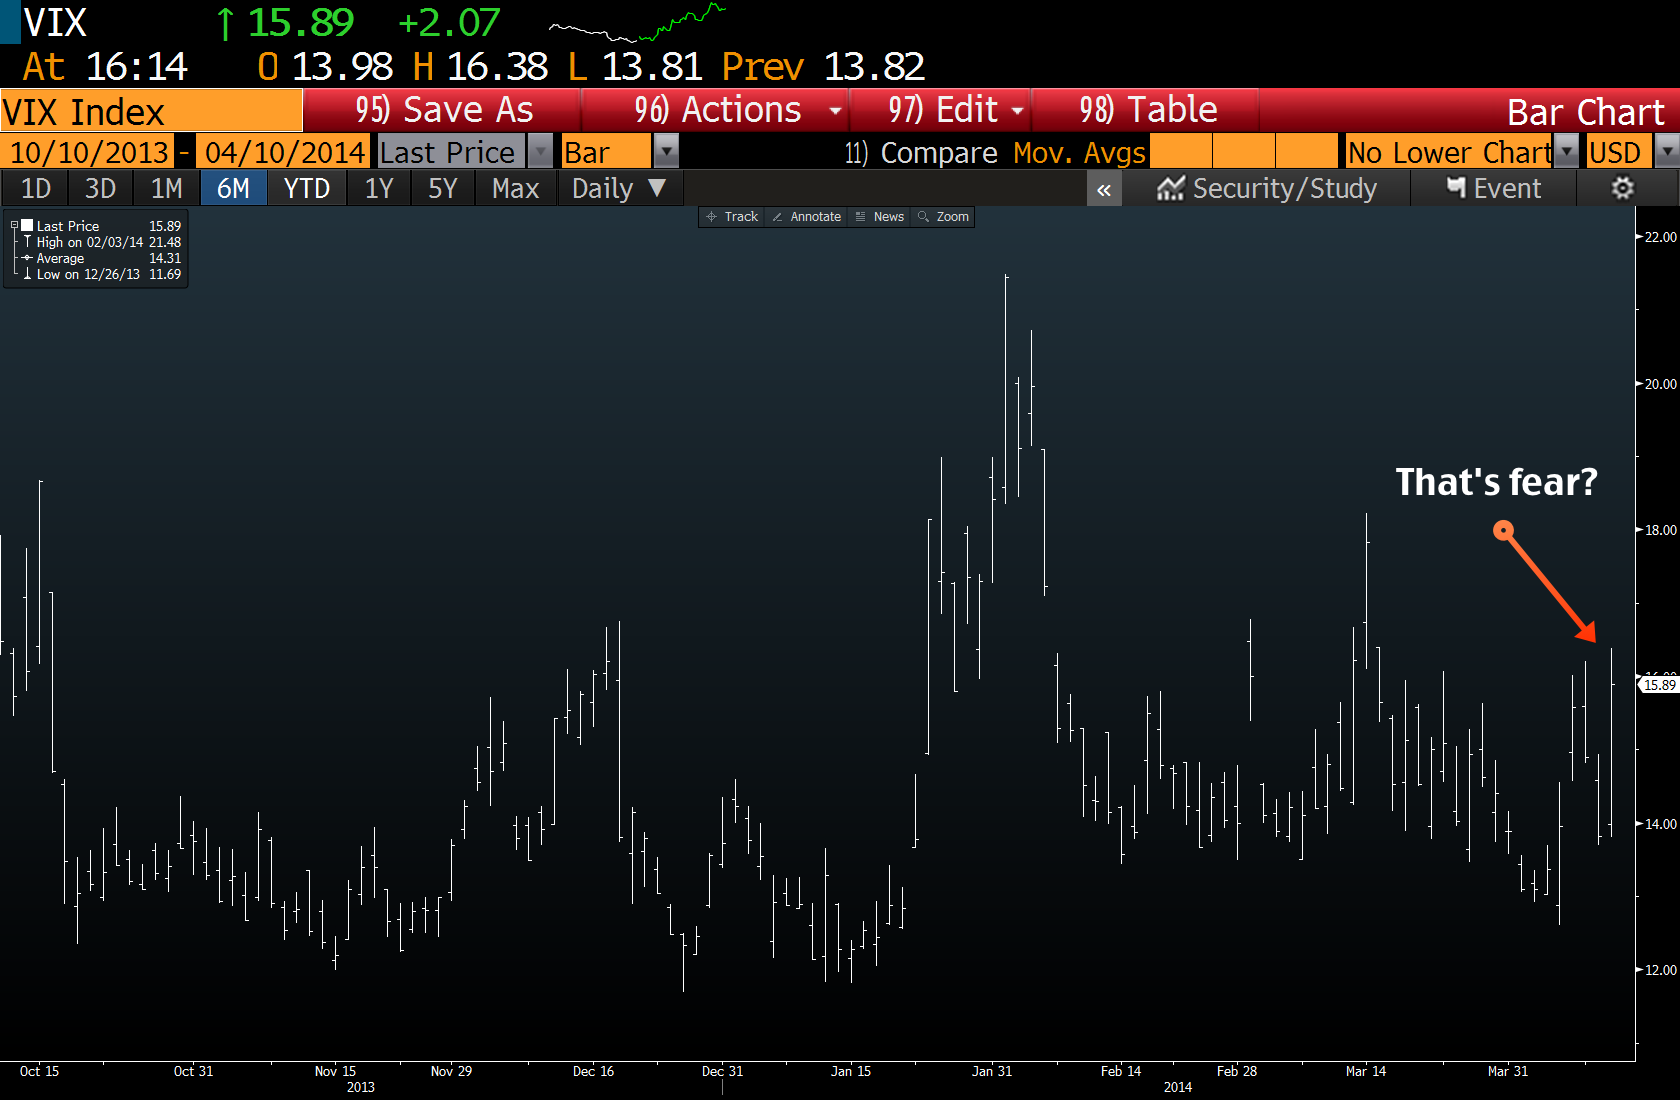 VIX ↑ 15.89 +2.07
At 16:14 O 13.98 H 16.38 L 13.81 Prev 13.82
VIX Index 95) Save As 96) Actions 97) Edit 98) Table Bar Chart
10/10/2013 - 04/10/2014 Last Price Bar 11) Compare Mov. Avgs No Lower Chart USD
1D 3D 1M 6M YTD 1Y 5Y Max Daily ▼ « Security/Study Event
Track Annotate News Zoom
Last Price 15.89
High on 02/03/14 21.48
Average 14.31
Low on 12/26/13 11.69
22.00
20.00
That's fear?
18.00
15.89
14.00
12.00
Oct 15 Oct 31 Nov 15 Nov 29 Dec 16 Dec 31 Jan 15 Jan 31 Feb 14 Feb 28 Mar 14 Mar 31
2013 2014